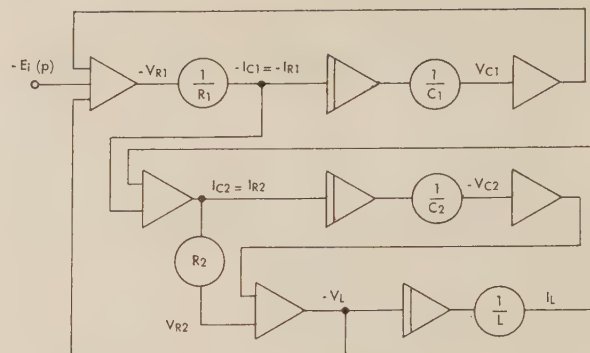 - Ei (p)
-VR1
1
R1
-IC1 = -IR1
1
C1
VC1
IC2 = IR2
1
C2
-VC2
R2
VR2
-VL
1
L
IL